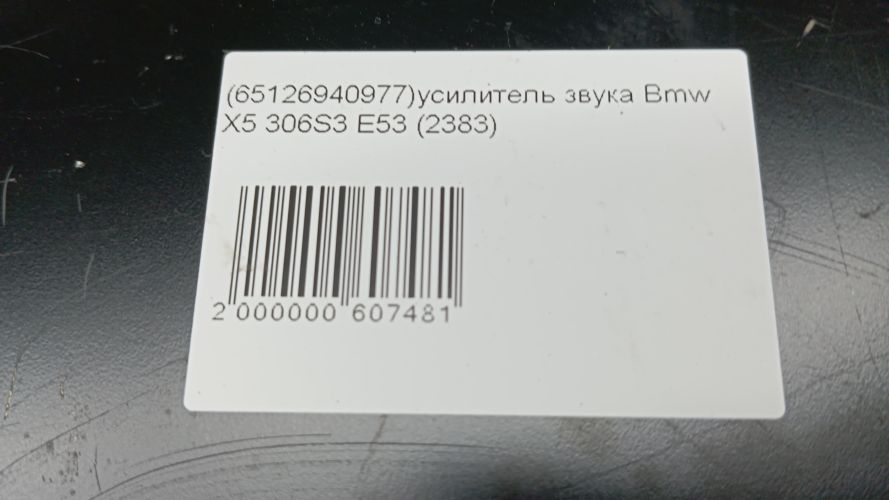 (65126940977)усилитель звука Bmw
X5 306S3 E53 (2383)
2 000000 607481